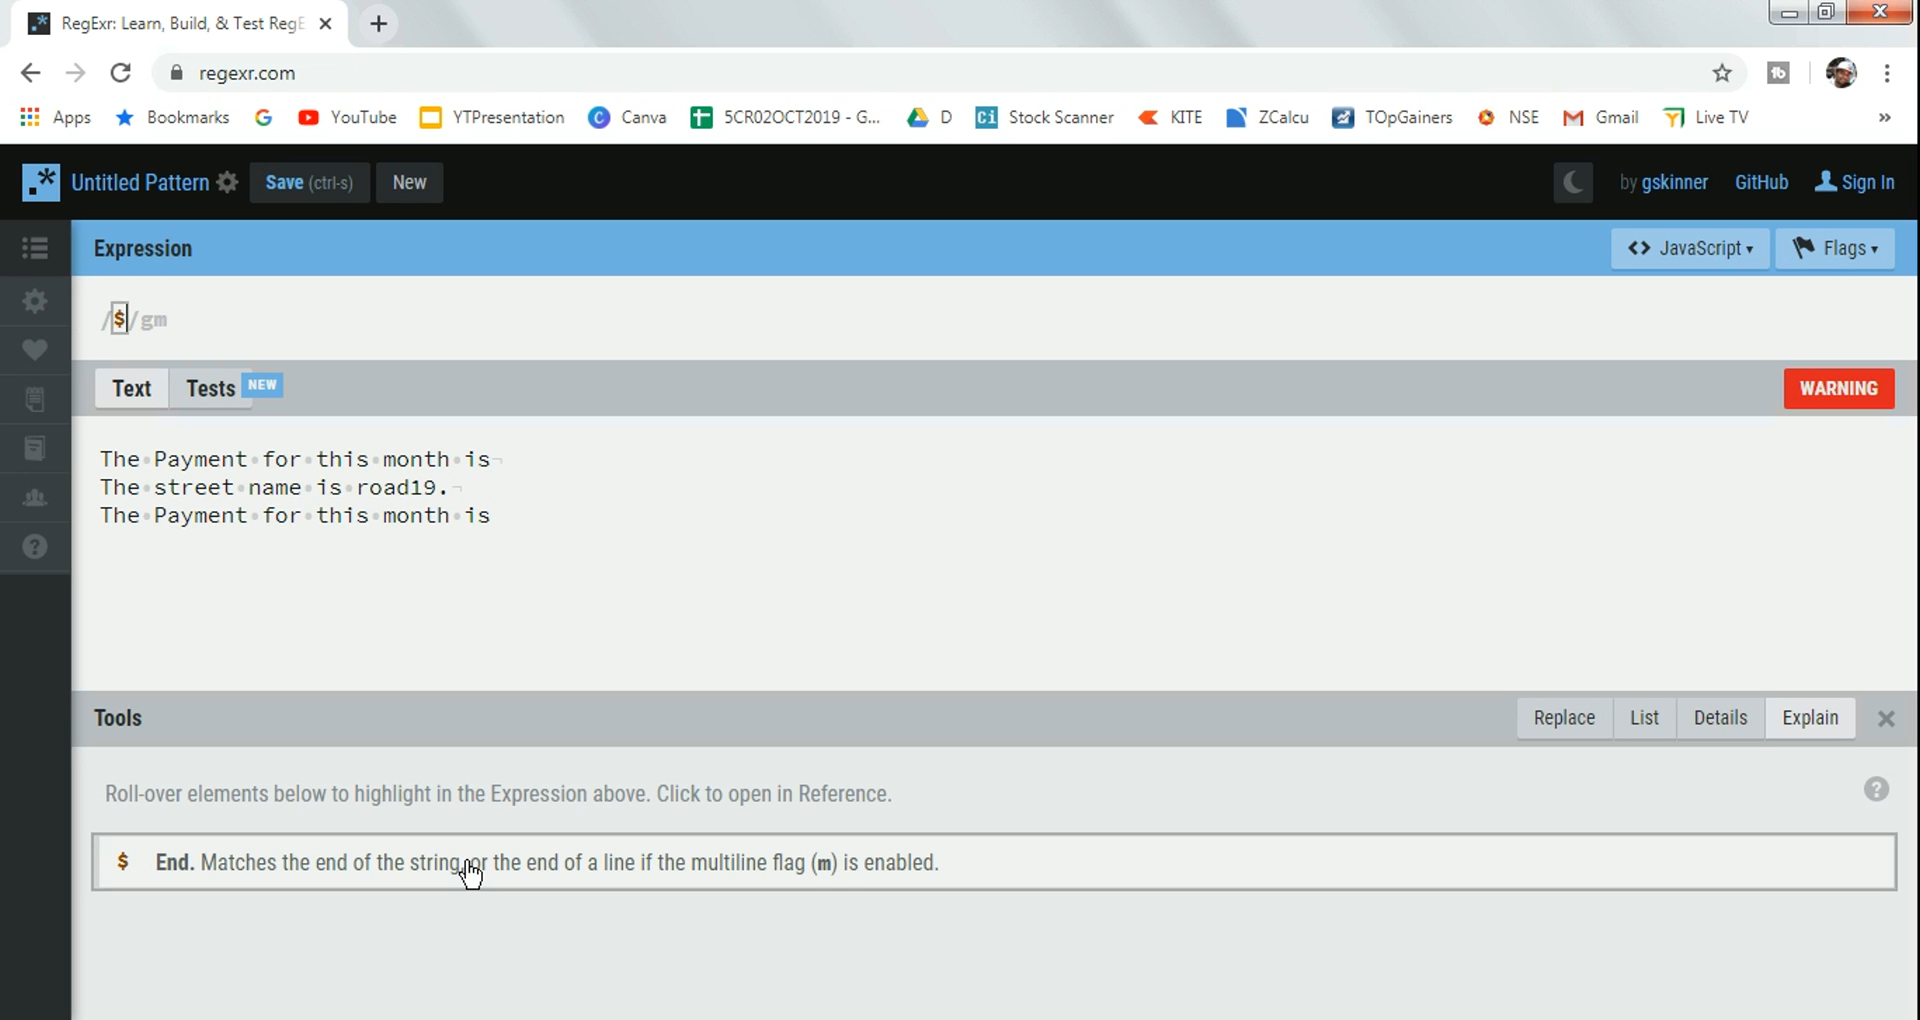 RegExr: Learn, Build, & Test RegE
regexr.com
Apps Bookmarks YouTube YTPresentation Canva 5CR02OCT2019 - G... D Stock Scanner KITE ZCalcu TOpGainers NSE Gmail Live TV »
.* Untitled Pattern Save (ctrl-s) New by gskinner GitHub Sign In
Expression <> JavaScript Flags
/$/gm
Text Tests NEW WARNING
The Payment for this month is
The street name is road19.
The Payment for this month is
Tools Replace List Details Explain
Roll-over elements below to highlight in the Expression above. Click to open in Reference.
$ End. Matches the end of the string, or the end of a line if the multiline flag (m) is enabled.